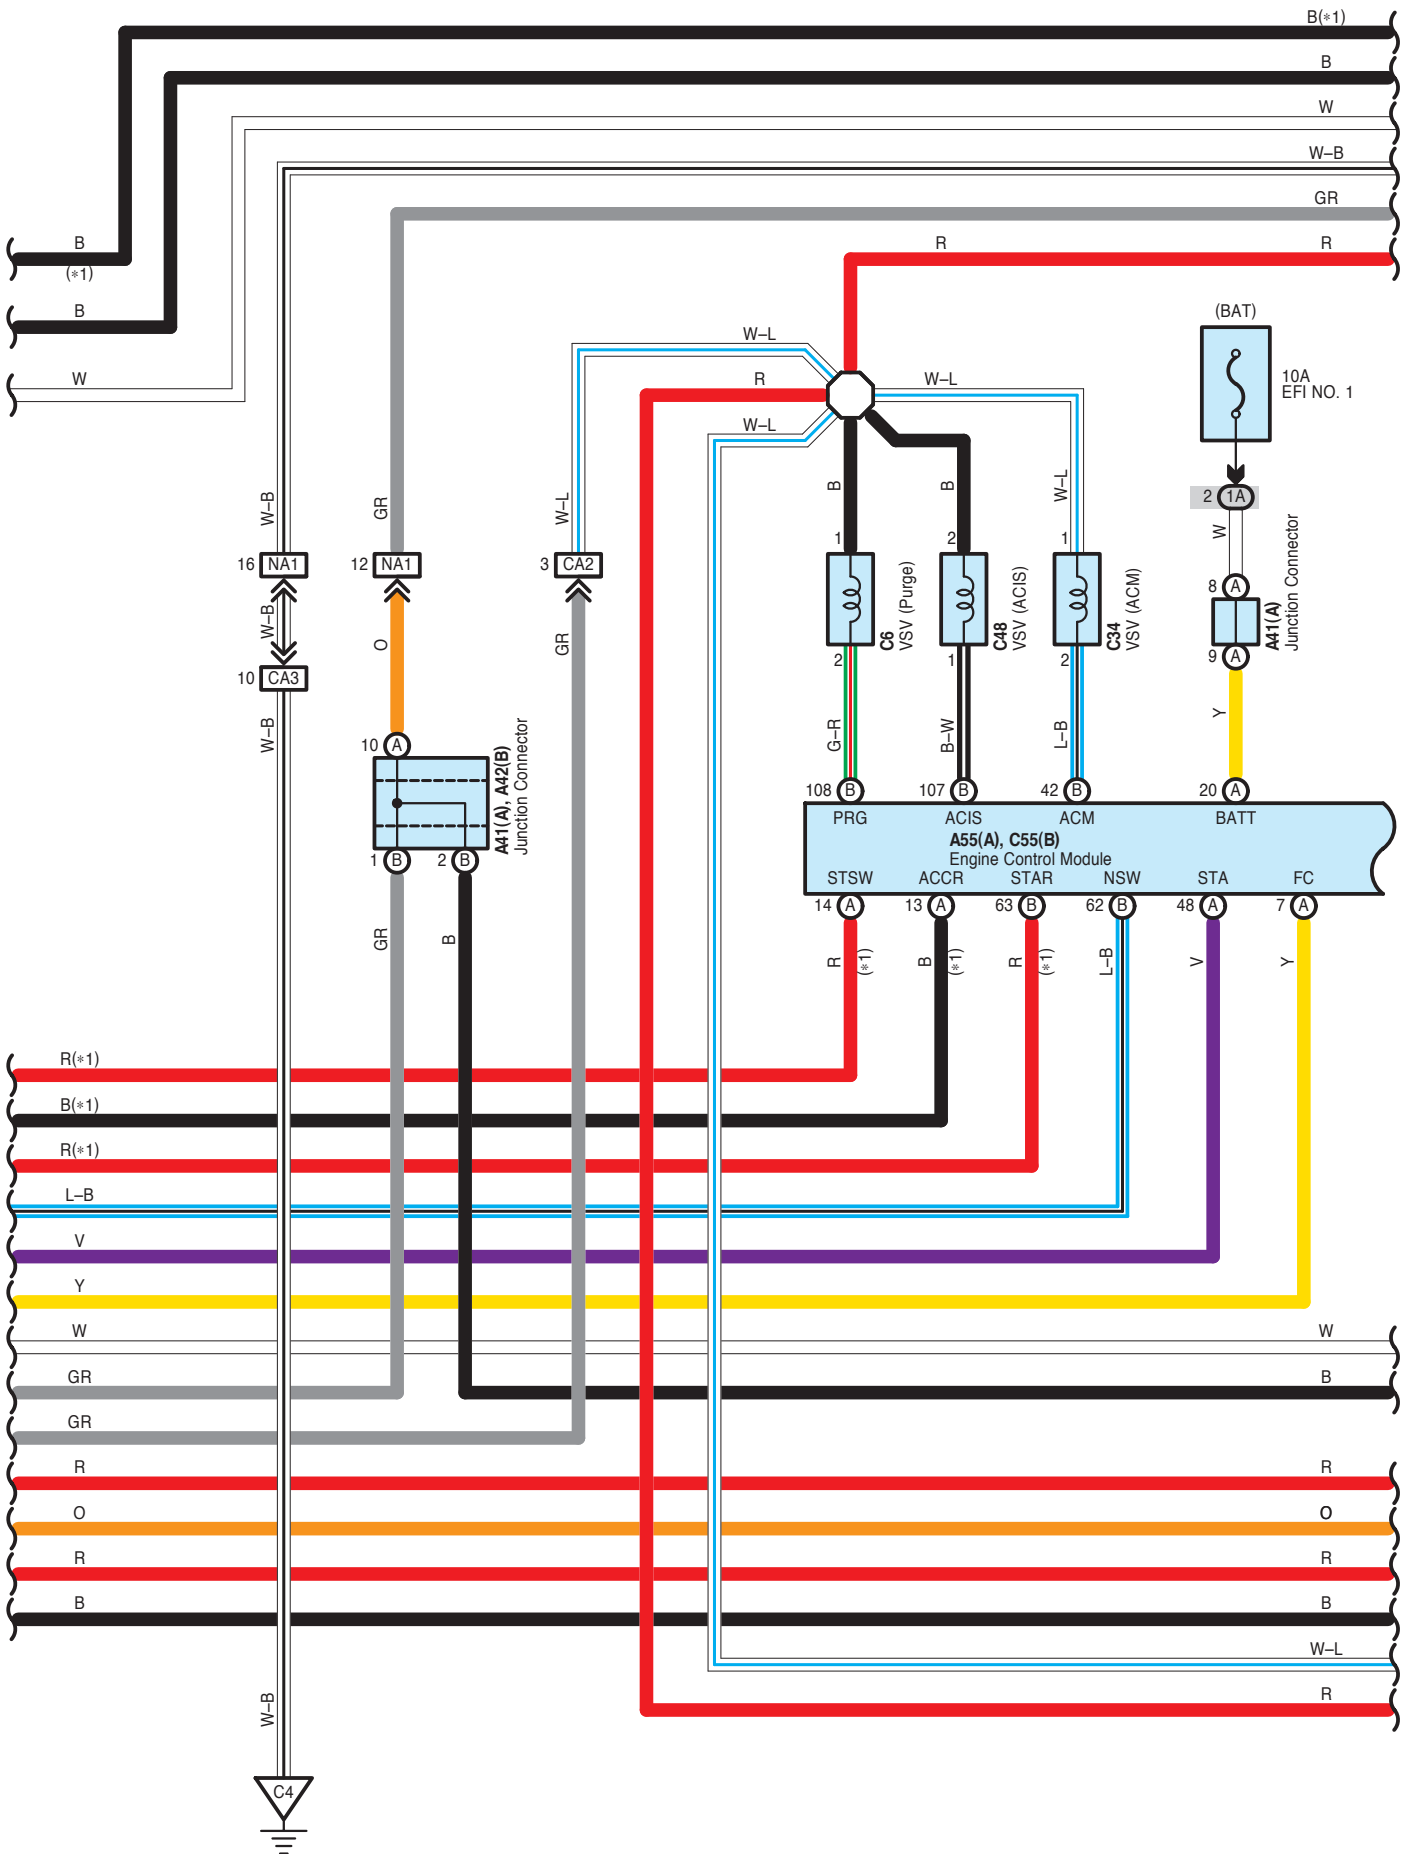 B(*1)
B
W
W–B
GR
B
(*1)
R
R
B
(BAT)
W–L
W
R
W–L
10A
EFI NO. 1
W–L
W–B
GR
W–L
B
B
W–L
2 1A
W
Junction Connector
A41(A)
1
2
1
16 NA1
12 NA1
3 CA2
8 A
C6
VSV (Purge)
C48
VSV (ACIS)
C34
VSV (ACM)
W–B
O
GR
2
1
2
9 A
10 CA3
W–B
G–R
B–W
L–B
Y
10 A
A41(A), A42(B)
Junction Connector
108 B
107 B
42 B
20 A
PRG
ACIS
ACM
BATT
A55(A), C55(B)
Engine Control Module
1 B
2 B
STSW
ACCR
STAR
NSW
STA
FC
14 A
13 A
63 B
62 B
48 A
7 A
GR
B
R
(*1)
B
(*1)
R
(*1)
L–B
V
Y
R(*1)
B(*1)
R(*1)
L–B
V
Y
W
W
GR
B
GR
R
R
O
O
R
R
B
B
W–L
R
W–B
C4